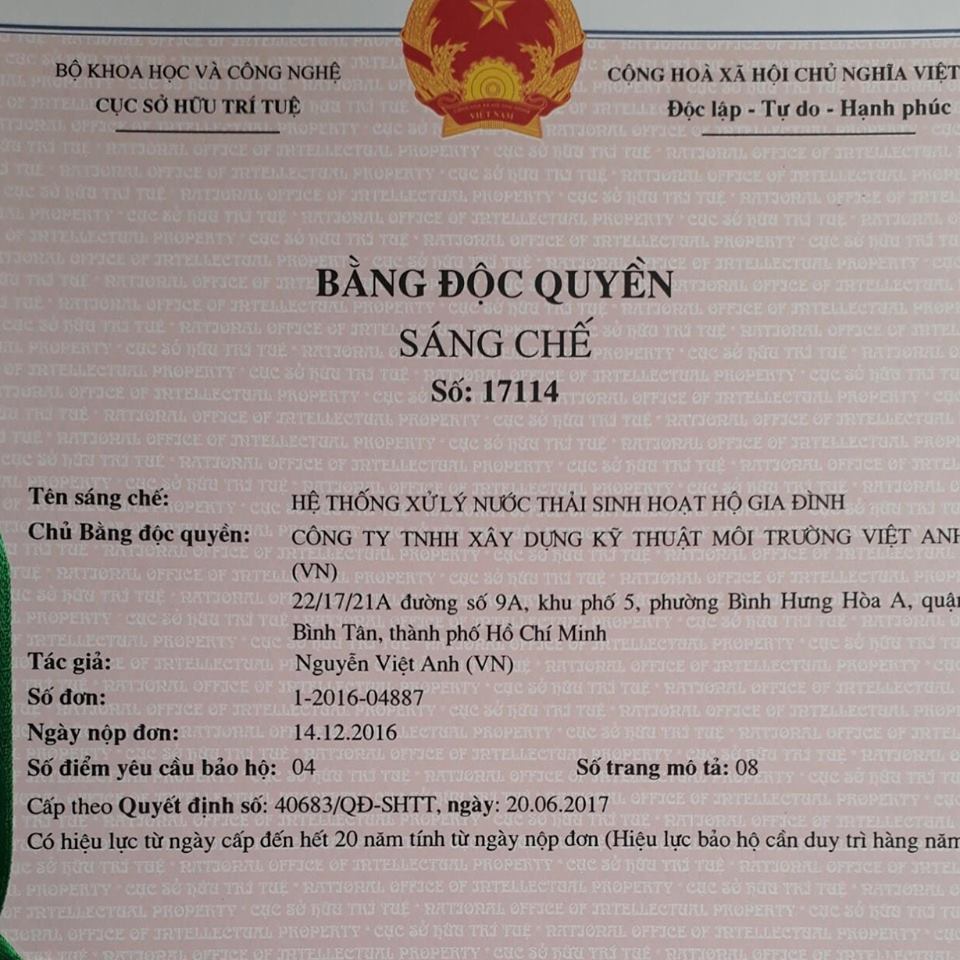 BỘ KHOA HỌC VÀ CÔNG NGHỆ
CỤC SỞ HỮU TRÍ TUỆ
CỘNG HOÀ XÃ HỘI CHỦ NGHĨA VIỆT
Độc lập - Tự do - Hạnh phúc
VIỆT NAM
BẰNG ĐỘC QUYỀN
SÁNG CHẾ
Số: 17114
Tên sáng chế: HỆ THỐNG XỬ LÝ NƯỚC THẢI SINH HOẠT HỘ GIA ĐÌNH
Chủ Bằng độc quyền: CÔNG TY TNHH XÂY DỰNG KỸ THUẬT MÔI TRƯỜNG VIỆT ANH
(VN)
22/17/21A đường số 9A, khu phố 5, phường Bình Hưng Hòa A, quận
Bình Tân, thành phố Hồ Chí Minh
Tác giả: Nguyễn Việt Anh (VN)
Số đơn: 1-2016-04887
Ngày nộp đơn: 14.12.2016
Số điểm yêu cầu bảo hộ: 04 Số trang mô tả: 08
Cấp theo Quyết định số: 40683/QĐ-SHTT, ngày: 20.06.2017
Có hiệu lực từ ngày cấp đến hết 20 năm tính từ ngày nộp đơn (Hiệu lực bảo hộ cần duy trì hàng năm